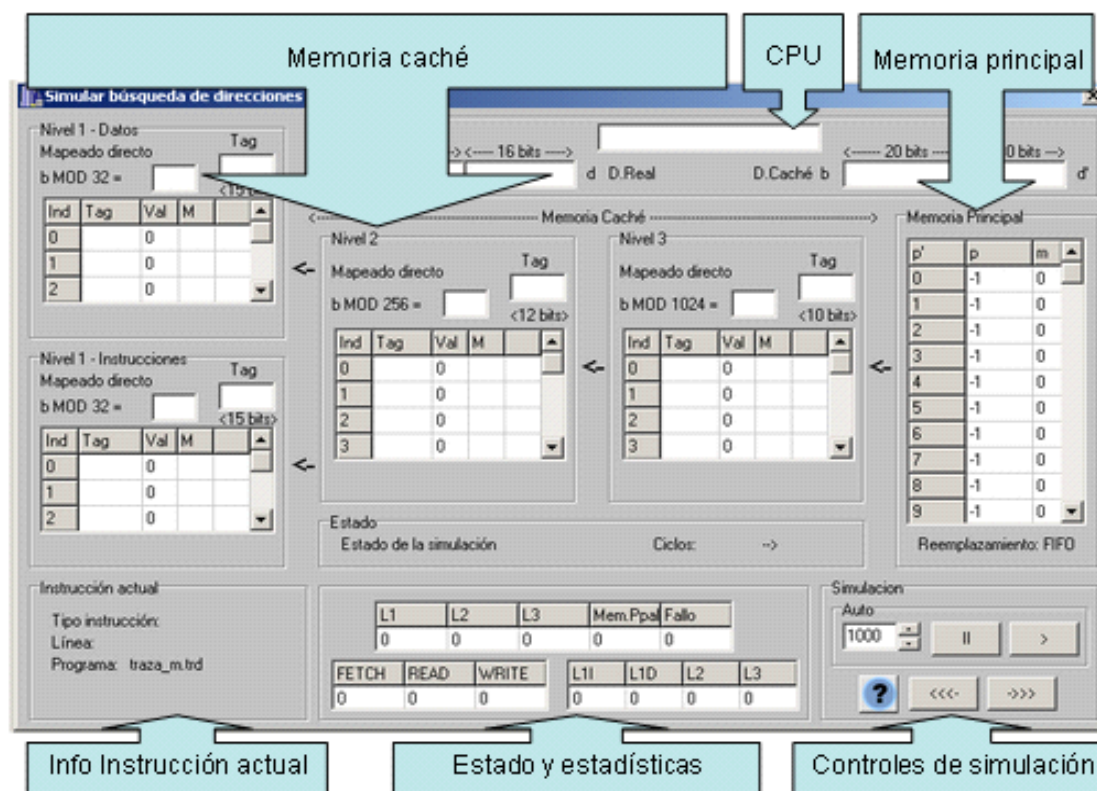 Memoria caché
CPU
Memoria principal
Simular búsqueda de direcciones
Nivel 1 - Datos
Mapeado directo
Tag
b MOD 32 =
<15
Ind Tag Val M
0 0
1 0
2 0
<---- 16 bits ---->
d D.Real
D.Caché b
<---- 20 bits
bits -->
d'
<---- Memoria Caché ---->
Nivel 2
Mapeado directo
Tag
b MOD 256 =
<12 bits>
Ind Tag Val M
0 0
1 0
2 0
3 0
<-
Nivel 3
Mapeado directo
Tag
b MOD 1024 =
<10 bits>
Ind Tag Val M
0 0
1 0
2 0
3 0
<-
Memoria Principal
p' p m
0 -1 0
1 -1 0
2 -1 0
3 -1 0
4 -1 0
5 -1 0
6 -1 0
7 -1 0
8 -1 0
9 -1 0
Reemplazamiento: FIFO
<-
Nivel 1 - Instrucciones
Mapeado directo
Tag
b MOD 32 =
<15 bits>
Ind Tag Val M
0 0
1 0
2 0
<-
Estado
Estado de la simulación Ciclos: -->
Instrucción actual
Tipo instrucción:
Línea:
Programa: traza_m.trd
L1 L2 L3 Mem.Ppal Fallo
0 0 0 0 0
FETCH READ WRITE
0 0 0
L1I L1D L2 L3
0 0 0 0
Simulacion
Auto
1000 II >
? <<<- ->>>
Info Instrucción actual
Estado y estadísticas
Controles de simulación